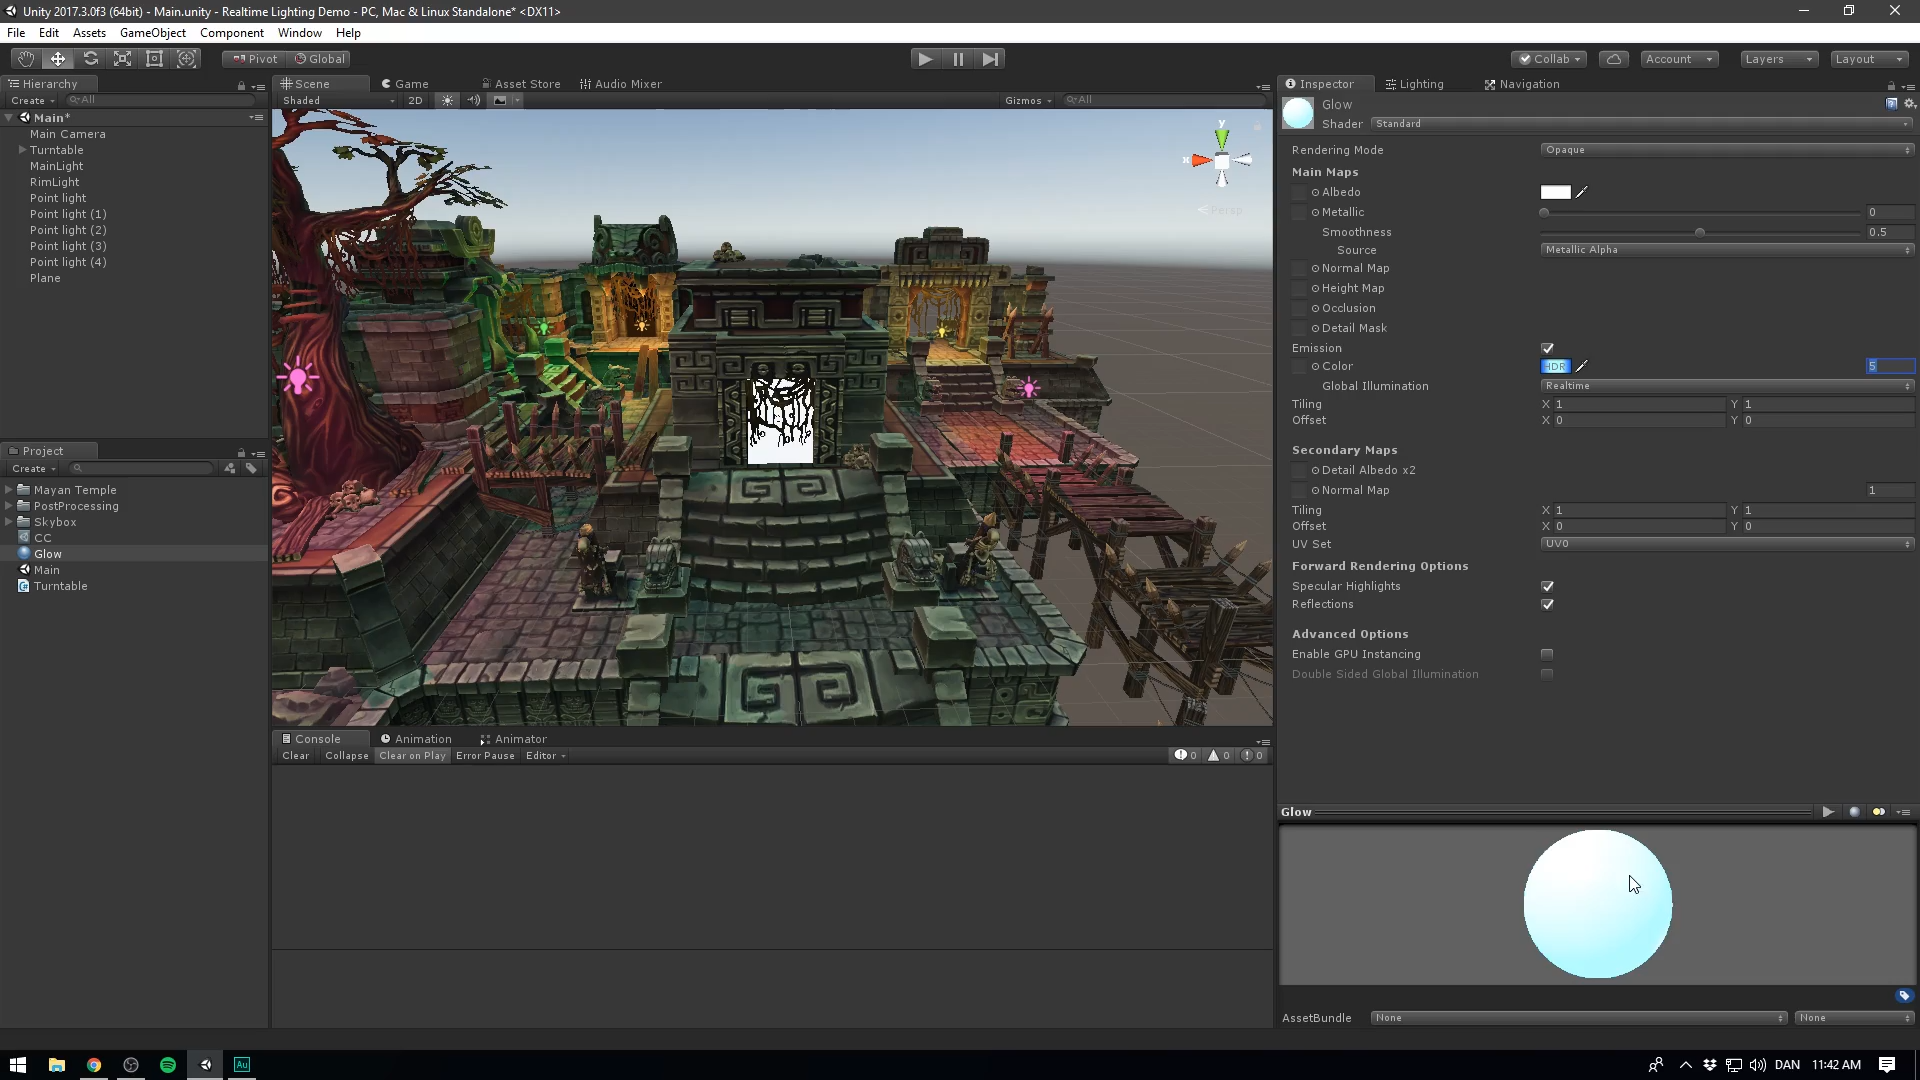 Unity 2017.3.0f3 (64bit) - Main.unity - Realtime Lighting Demo - PC, Mac & Linux Standalone* <DX11>
File Edit Assets GameObject Component Window Help
Pivot Global Collab Account Layers Layout
Hierarchy
Create All
Main*
Main Camera
Turntable
MainLight
RimLight
Point light
Point light (1)
Point light (2)
Point light (3)
Point light (4)
Plane
Project
Create
Mayan Temple
PostProcessing
Skybox
CC
Glow
Main
Turntable
Scene Game Asset Store Audio Mixer
Shaded 2D Gizmos All
y
x
Persp
Console Animation Animator
Clear Collapse Clear on Play Error Pause Editor 0 0 0
Inspector Lighting Navigation
Glow
Shader Standard
Rendering Mode Opaque
Main Maps
Albedo
Metallic 0
Smoothness 0.5
Source Metallic Alpha
Normal Map
Height Map
Occlusion
Detail Mask
Emission
Color HDR 5
Global Illumination Realtime
Tiling X 1 Y 1
Offset X 0 Y 0
Secondary Maps
Detail Albedo x2
Normal Map 1
Tiling X 1 Y 1
Offset X 0 Y 0
UV Set UV0
Forward Rendering Options
Specular Highlights
Reflections
Advanced Options
Enable GPU Instancing
Double Sided Global Illumination
Glow
AssetBundle None None
Au DAN 11:42 AM